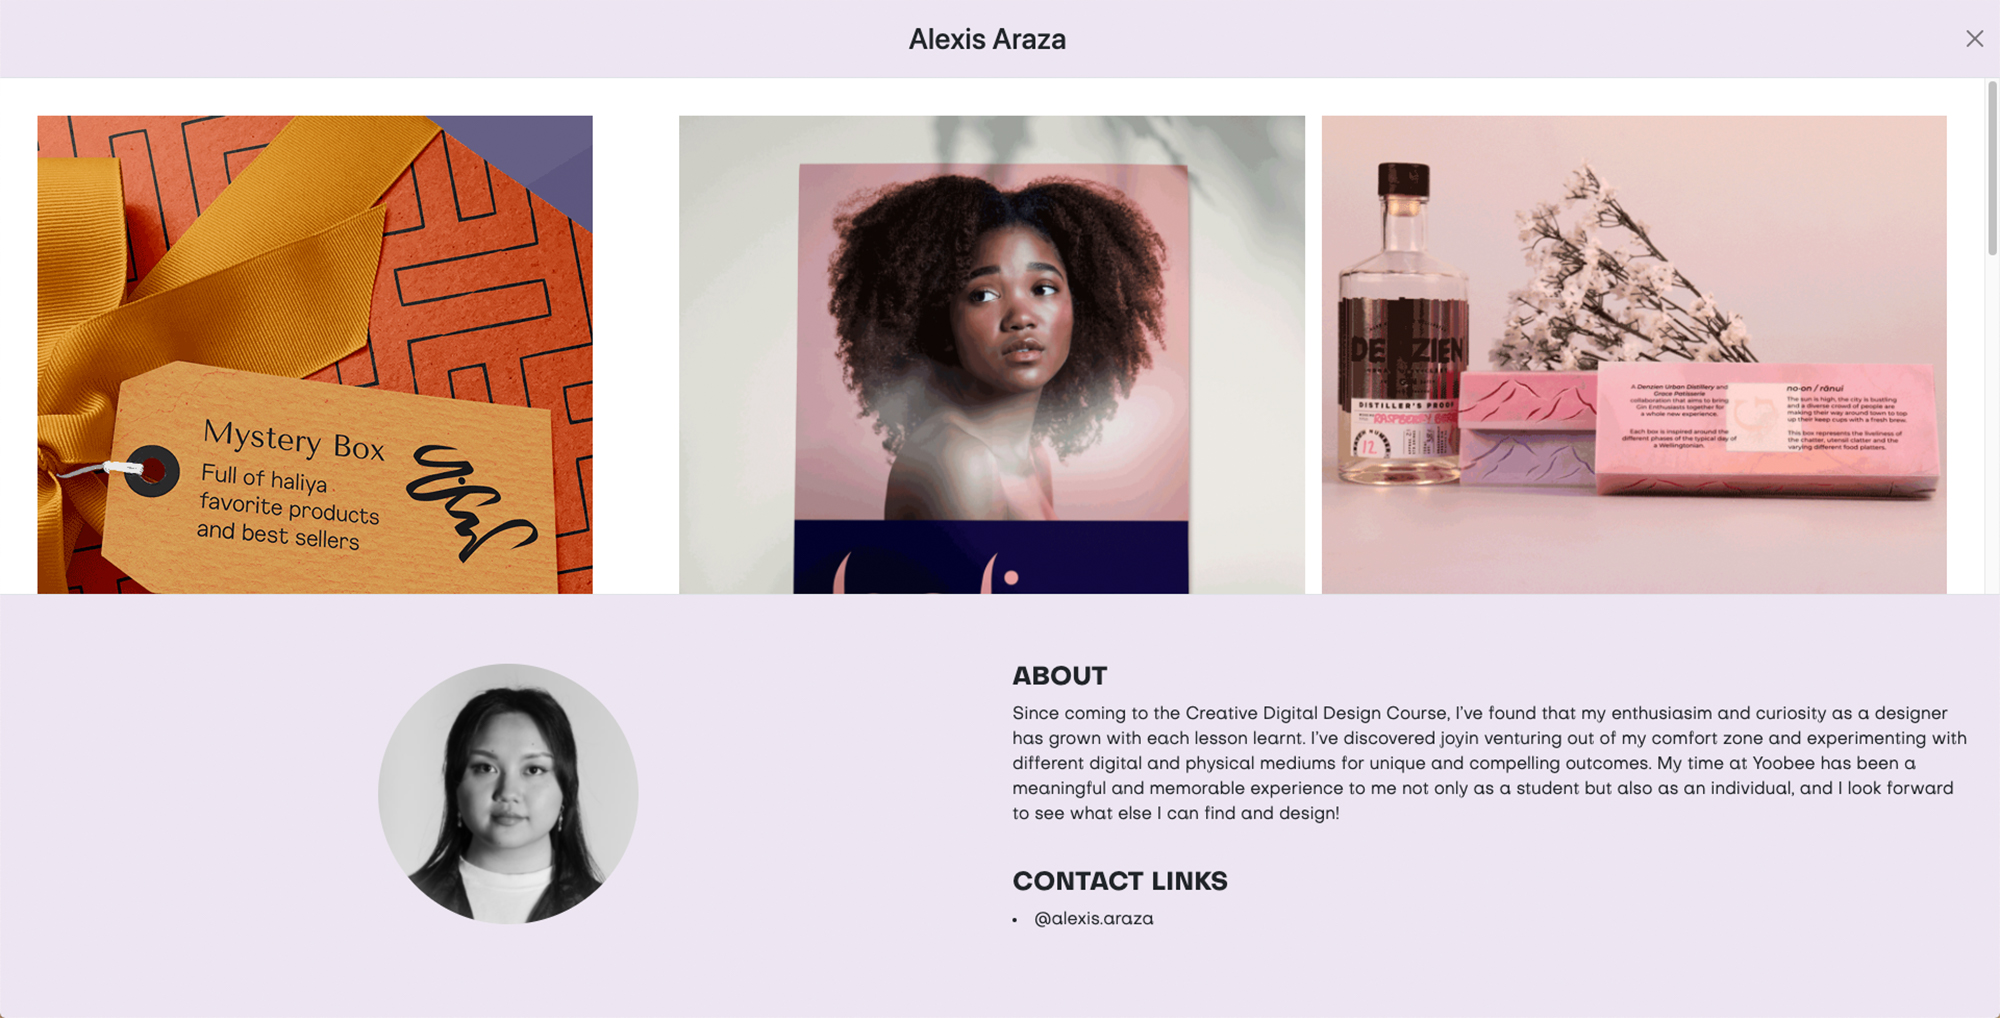 Alexis Araza
Mystery Box
Full of haliya
favorite products
and best sellers
DISTILLER'S PROOF
RASPBERRY
12
A Denzien Urban Distillery and
Grace Patisserie
collaboration that aims to bring
Gin Enthusiasts together for
a whole new experience.
Each box is inspired around the
different phases of the typical day of
a Wellingtonian.
no·on / rānui
The sun is high, the city is bustling
and a diverse crowd of people are
making their way around town to top
up their keep cups with a fresh brew.
This box represents the liveliness of
the chatter, utensil clatter and the
varying different food platters.
ABOUT
Since coming to the Creative Digital Design Course, I've found that my enthusiasim and curiosity as a designer
has grown with each lesson learnt. I've discovered joyin venturing out of my comfort zone and experimenting with
different digital and physical mediums for unique and compelling outcomes. My time at Yoobee has been a
meaningful and memorable experience to me not only as a student but also as an individual, and I look forward
to see what else I can find and design!
CONTACT LINKS
• @alexis.araza